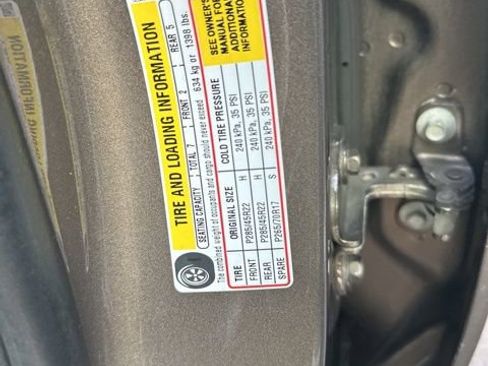 TIRE AND LOADING INFORMATION
SEATING CAPACITY | TOTAL 7 | FRONT 2 | REAR 5
The combined weight of occupants and cargo should never exceed 634 kg or 1398 lbs.
TIRE ORIGINAL SIZE COLD TIRE PRESSURE
FRONT P285/45R22 H 240 kPa, 35 PSI
REAR P285/45R22 H 240 kPa, 35 PSI
SPARE P265/70R17 S 240 kPa, 35 PSI
SEE OWNER'S
MANUAL FOR
ADDITIONAL
INFORMATION